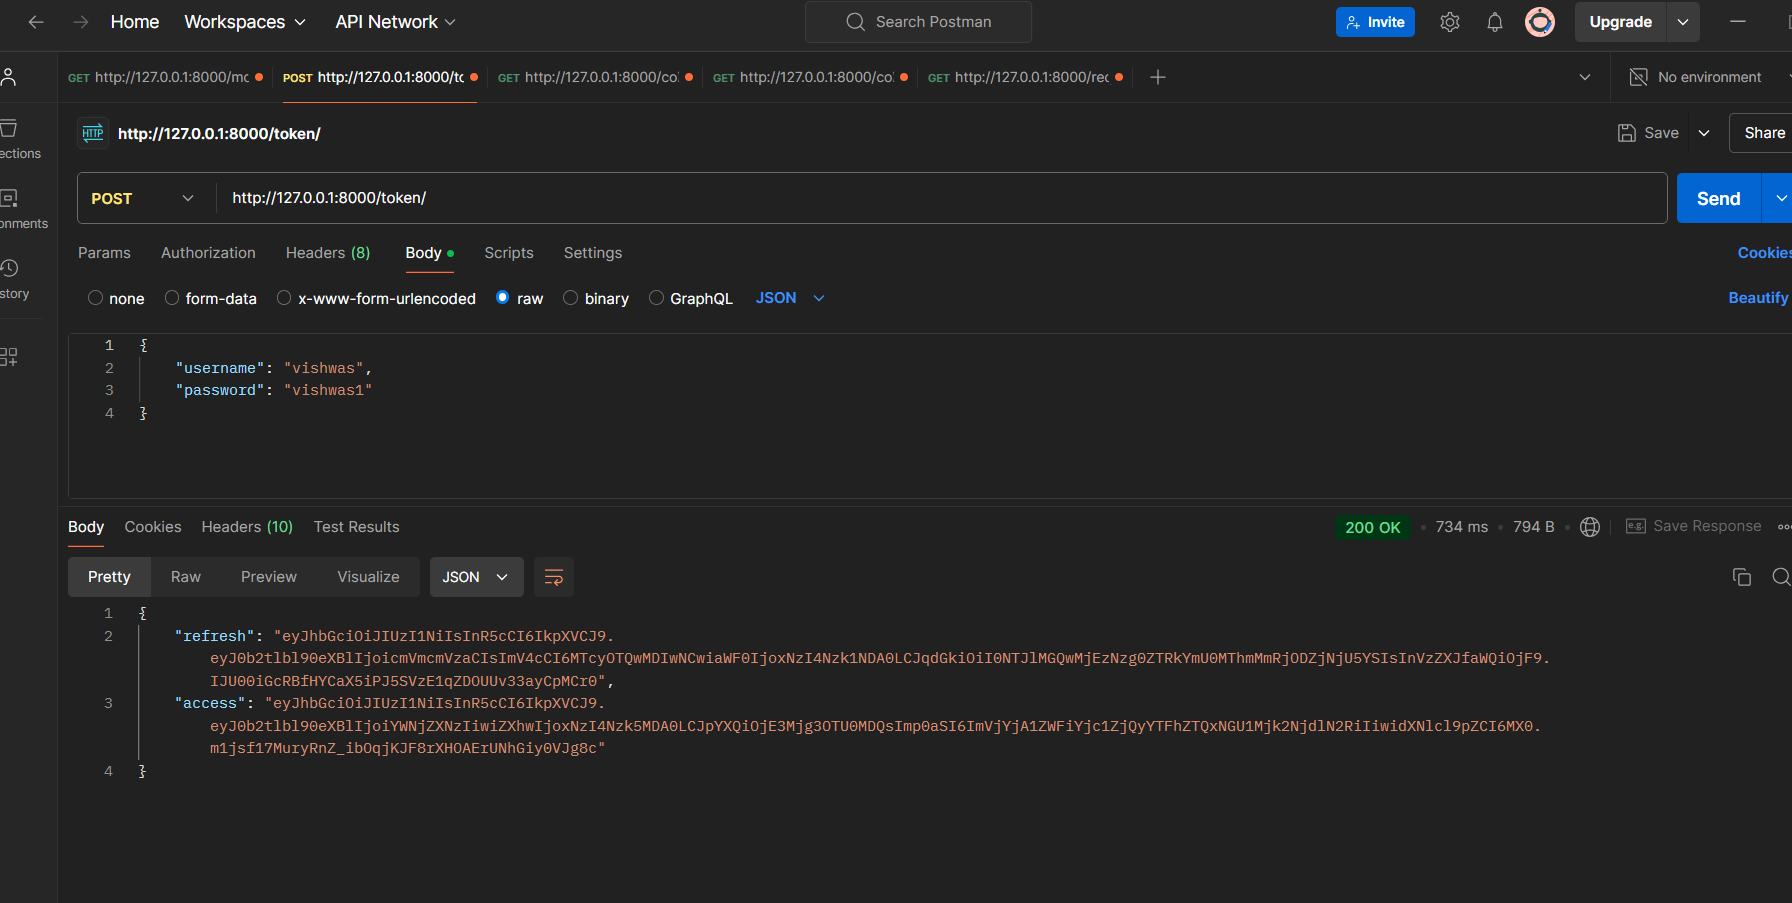 Home Workspaces API Network Search Postman Invite Upgrade
GET http://127.0.0.1:8000/mo POST http://127.0.0.1:8000/to GET http://127.0.0.1:8000/co GET http://127.0.0.1:8000/co GET http://127.0.0.1:8000/rec No environment
HTTP http://127.0.0.1:8000/token/ Save Share
ections
POST http://127.0.0.1:8000/token/ Send
onments
Params Authorization Headers (8) Body Scripts Settings Cookies
story
none form-data x-www-form-urlencoded raw binary GraphQL JSON Beautify
1 {
2 "username": "vishwas",
3 "password": "vishwas1"
4 }
Body Cookies Headers (10) Test Results 200 OK 734 ms 794 B e.g. Save Response
Pretty Raw Preview Visualize JSON
1 {
2 "refresh": "eyJhbGciOiJIUzI1NiIsInR5cCI6IkpXVCJ9.
eyJ0b2tlbl90eXBlIjoicmVmcmVzaCIsImV4cCI6MTcyOTQwMDIwNCwiaWF0IjoxNzI4Nzk1NDA0LCJqdGkiOiI0NTJlMGQwMjEzNzg0ZTRkYmU0MThmMmRjODZjNjU5YSIsInVzZXJfaWQiOjF9.
IJU00iGcRBfHYCaX5iPJ5SVzE1qZDOUUv33ayCpMCr0",
3 "access": "eyJhbGciOiJIUzI1NiIsInR5cCI6IkpXVCJ9.
eyJ0b2tlbl90eXBlIjoiYWNjZXNzIiwiZXhwIjoxNzI4Nzk5MDA0LCJpYXQiOjE3Mjg3OTU0MDQsImp0aSI6ImVjYjA1ZWFiYjc1ZjQyYTFhZTQxNGU1Mjk2NjdlN2RiIiwidXNlcl9pZCI6MX0.
m1jsf17MuryRnZ_ibOqjKJF8rXHOAErUNhGiy0VJg8c"
4 }